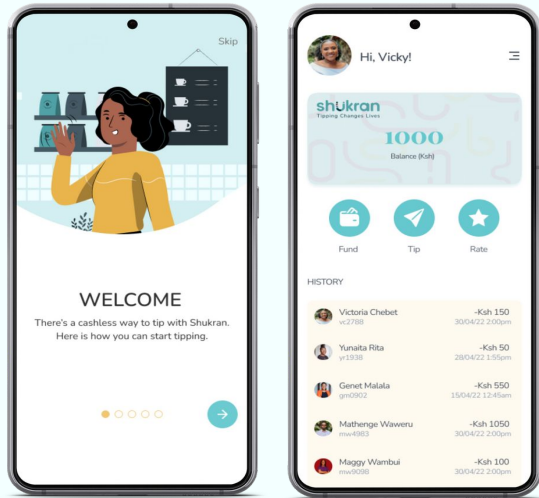 Skip
WELCOME
There's a cashless way to tip with Shukran.
Here is how you can start tipping.
Hi, Vicky!
shukran
Tipping Changes Lives
1000
Balance (Ksh)
Fund
Tip
Rate
HISTORY
Victoria Chebet
-Ksh 150
vc2788
30/04/22 2:00pm
Yunaita Rita
-Ksh 50
yr1938
28/04/22 1:55pm
Genet Malala
-Ksh 550
gm0902
15/04/22 12:45am
Mathenge Waweru
-Ksh 1050
mw4983
30/04/22 2:00pm
Maggy Wambui
-Ksh 100
mw9098
30/04/22 2:00pm